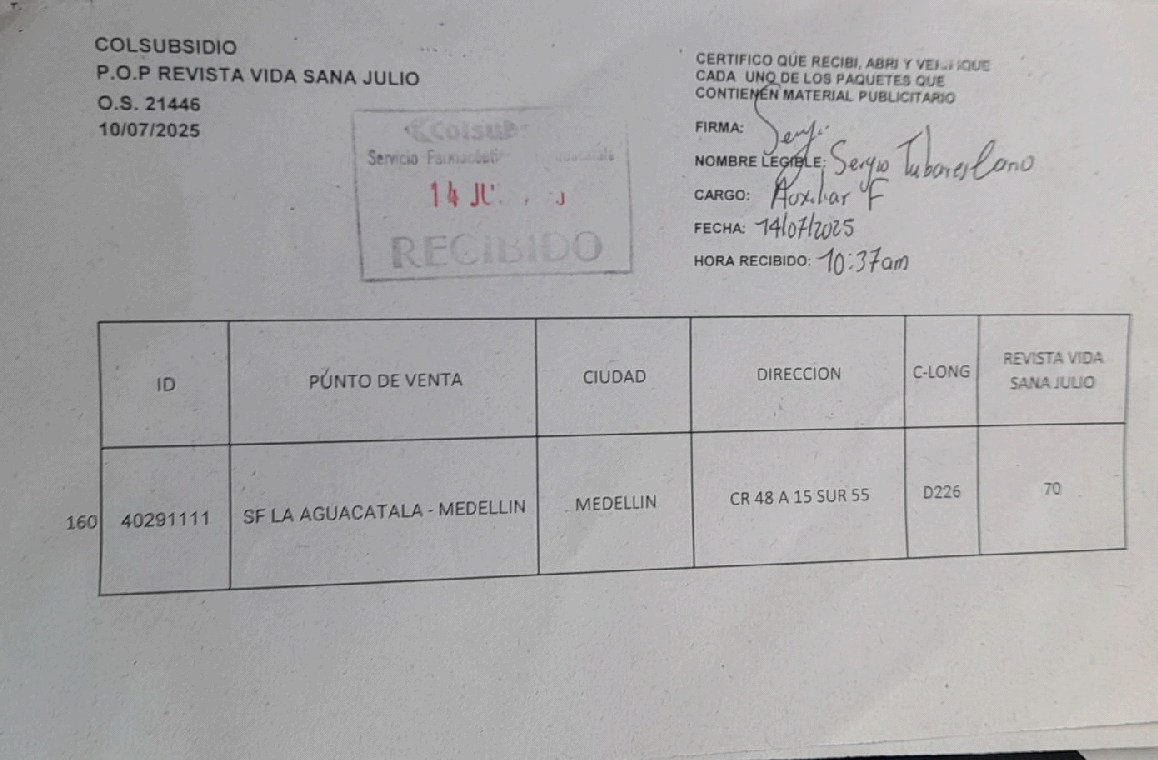 COLSUBSIDIO
P.O.P REVISTA VIDA SANA JULIO
O.S. 21446
10/07/2025
Servicio
14
RECIBIDO
CERTIFICO QUE RECIBI, ABRI Y VERIFIQUE
CADA UNO DE LOS PAQUETES QUE
CONTIENEN MATERIAL PUBLICITARIO
FIRMA:
NOMBRE LEGIBLE: Sergio
CARGO: Auxiliar F
FECHA: 14/07/2025
HORA RECIBIDO: 10:37am
ID PUNTO DE VENTA CIUDAD DIRECCION C-LONG REVISTA VIDA SANA JULIO
160 40291111 SF LA AGUACATALA - MEDELLIN MEDELLIN CR 48 A 15 SUR 55 D226 70